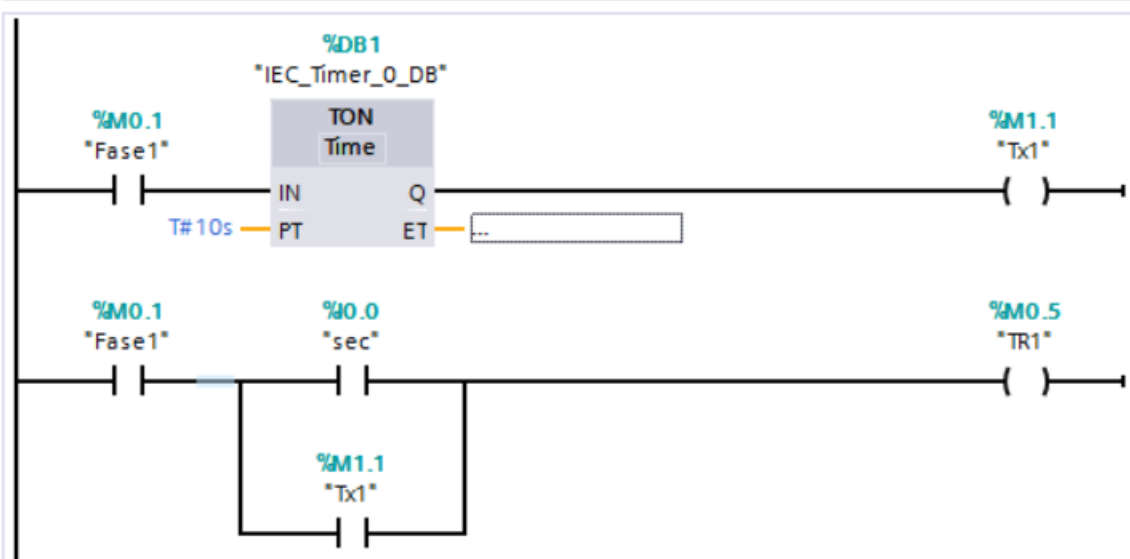 %DB1
"IEC_Timer_0_DB"
%M0.1
"Fase1"
TON
Time
%M1.1
"Tx1"
IN
Q
T#10s
PT
ET
...
%M0.1
"Fase1"
%I0.0
"sec"
%M0.5
"TR1"
%M1.1
"Tx1"